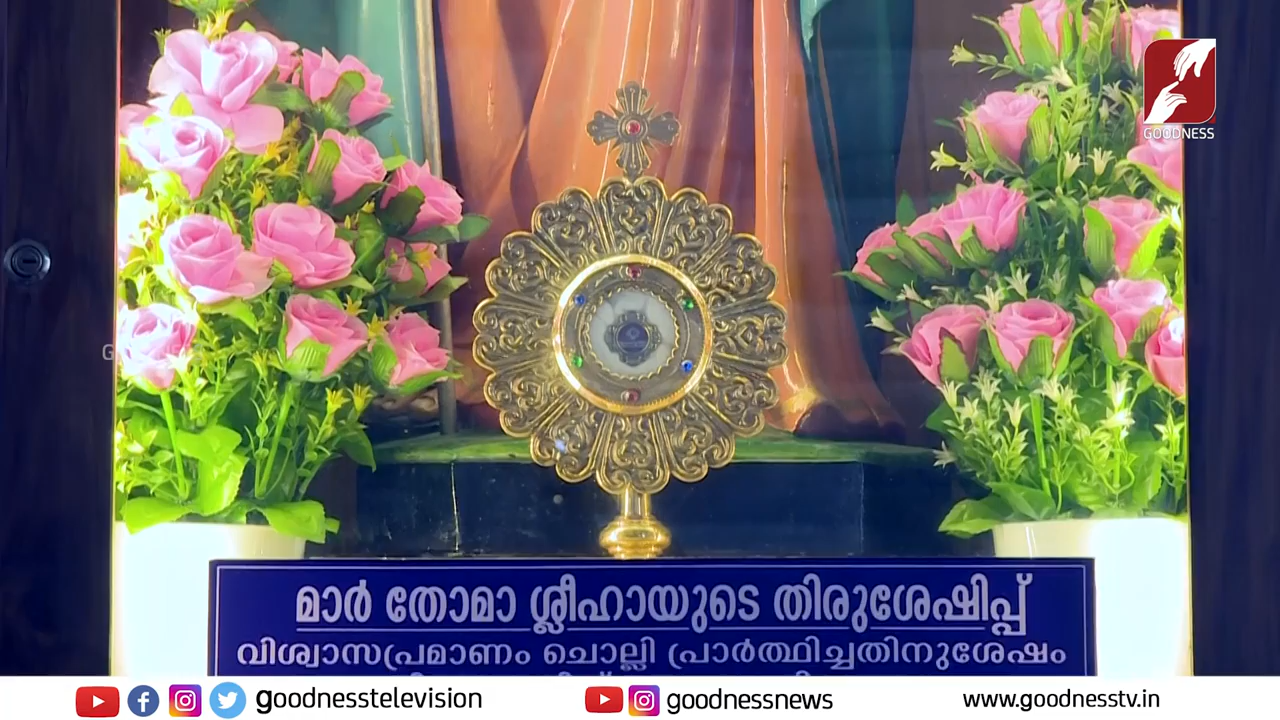 GOODNESS
മാർ തോമാ ശ്ലീഹായുടെ തിരുശേഷിപ്പ്
വിശ്വാസപ്രമാണം ചൊല്ലി പ്രാർത്ഥിച്ചതിനുശേഷം
goodnesstelevision goodnessnews www.goodnesstv.in